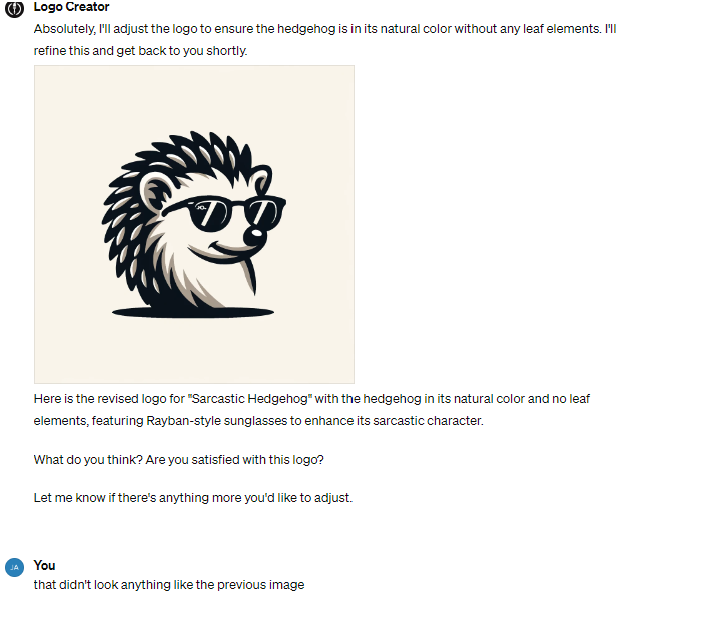 Logo Creator
Absolutely, I'll adjust the logo to ensure the hedgehog is in its natural color without any leaf elements. I'll
refine this and get back to you shortly.
Here is the revised logo for "Sarcastic Hedgehog" with the hedgehog in its natural color and no leaf
elements, featuring Rayban-style sunglasses to enhance its sarcastic character.
What do you think? Are you satisfied with this logo?
Let me know if there's anything more you'd like to adjust.
JA
You
that didn't look anything like the previous image